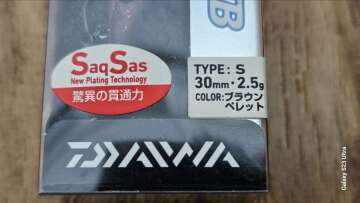 B
SaqSas
New Plating Technology
驚異の貫通力
TYPE: S
30mm・2.5g
COLOR:ブラウン
ペレット
DAIWA
Galaxy S23 Ultra